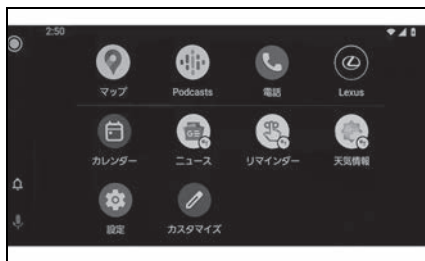 2:50
マップ Podcasts 電話 Lexus
カレンダー ニュース リマインダー 天気情報
設定 カスタマイズ